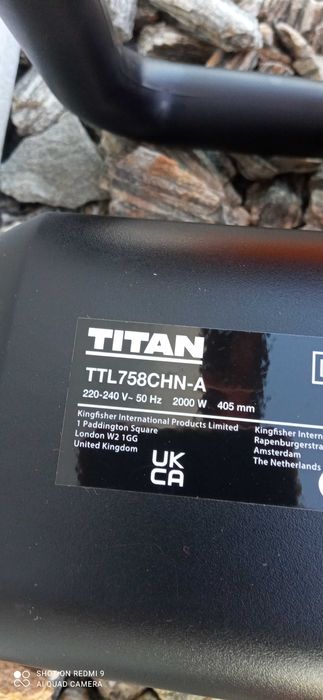 TITAN
TTL758CHN-A
220-240 V~ 50 Hz 2000 W 405 mm
Kingfisher International Products Limited
1 Paddington Square
London W2 1GG
United Kingdom
Kingfisher
Rapenburgerstra
Amsterdam
The Netherlands
UK
CA
SHOT ON REDMI 9
AI QUAD CAMERA